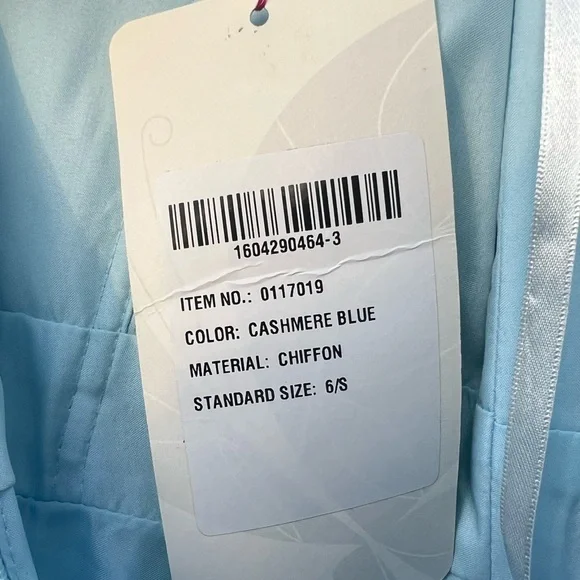 1604290464-3
ITEM NO.: 0117019
COLOR: CASHMERE BLUE
MATERIAL: CHIFFON
STANDARD SIZE: 6/S